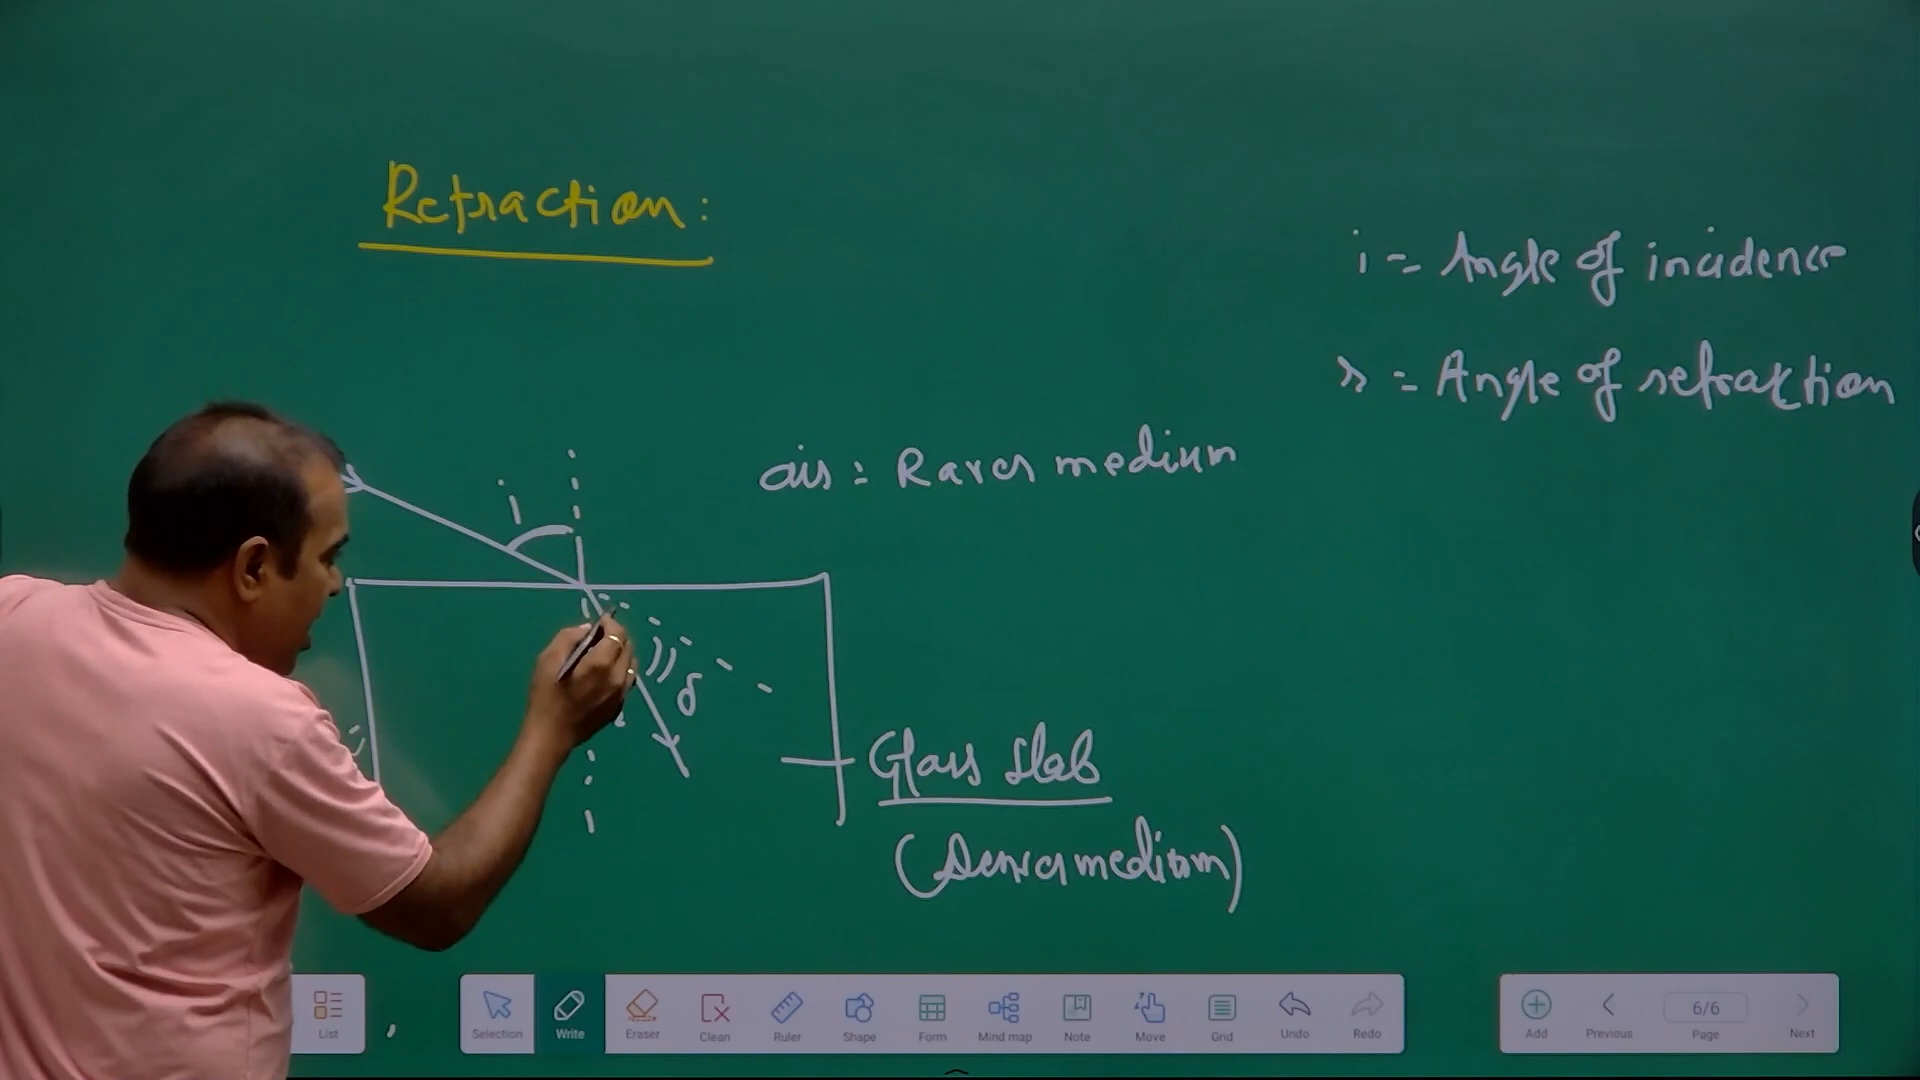 Refraction:
i = Angle of incidence
r = Angle of refraction
i
air = Rarer medium
δ
Glass slab
(Denser medium)
List
Selection
Write
Eraser
Clean
Ruler
Shape
Form
Mind map
Note
Move
Grid
Undo
Redo
Add
Previous
6/6
Page
Next